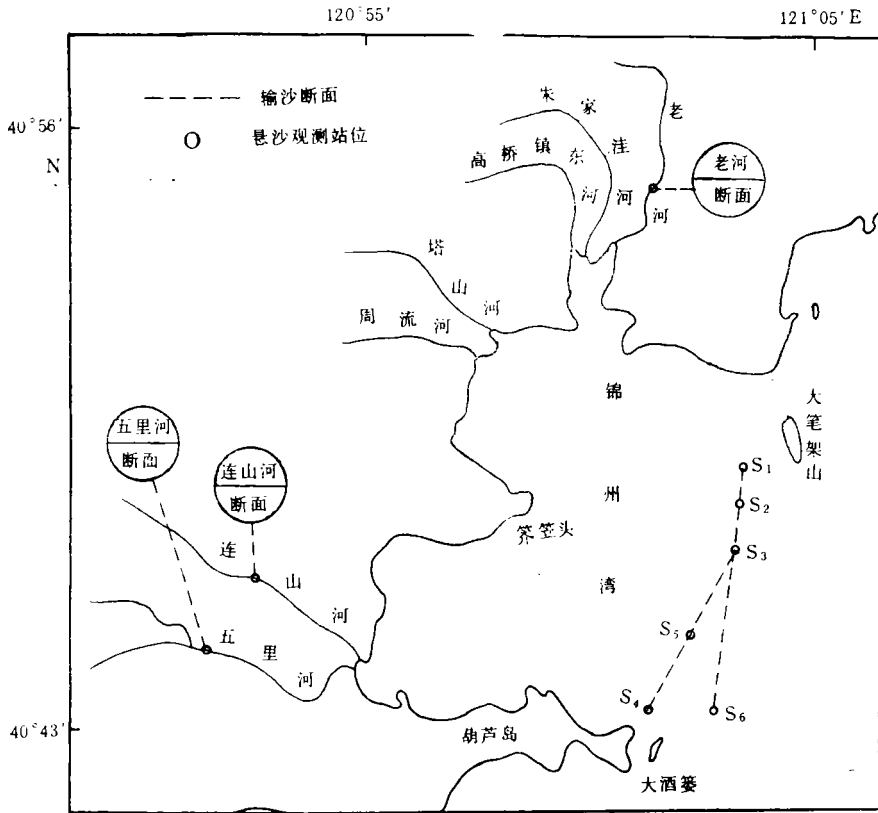 120°55′
121°05′E
40°56′
N
输沙断面
悬沙观测站位
朱家洼河
老河
高桥镇东河
老河
断面
塔山河
周流河
锦州湾
大笔架山
五里河
断面
连山河
断面
S1
S2
笊笠头
S3
连山河
五里河
S5
S4
S6
40°43′
葫芦岛
大酒篓